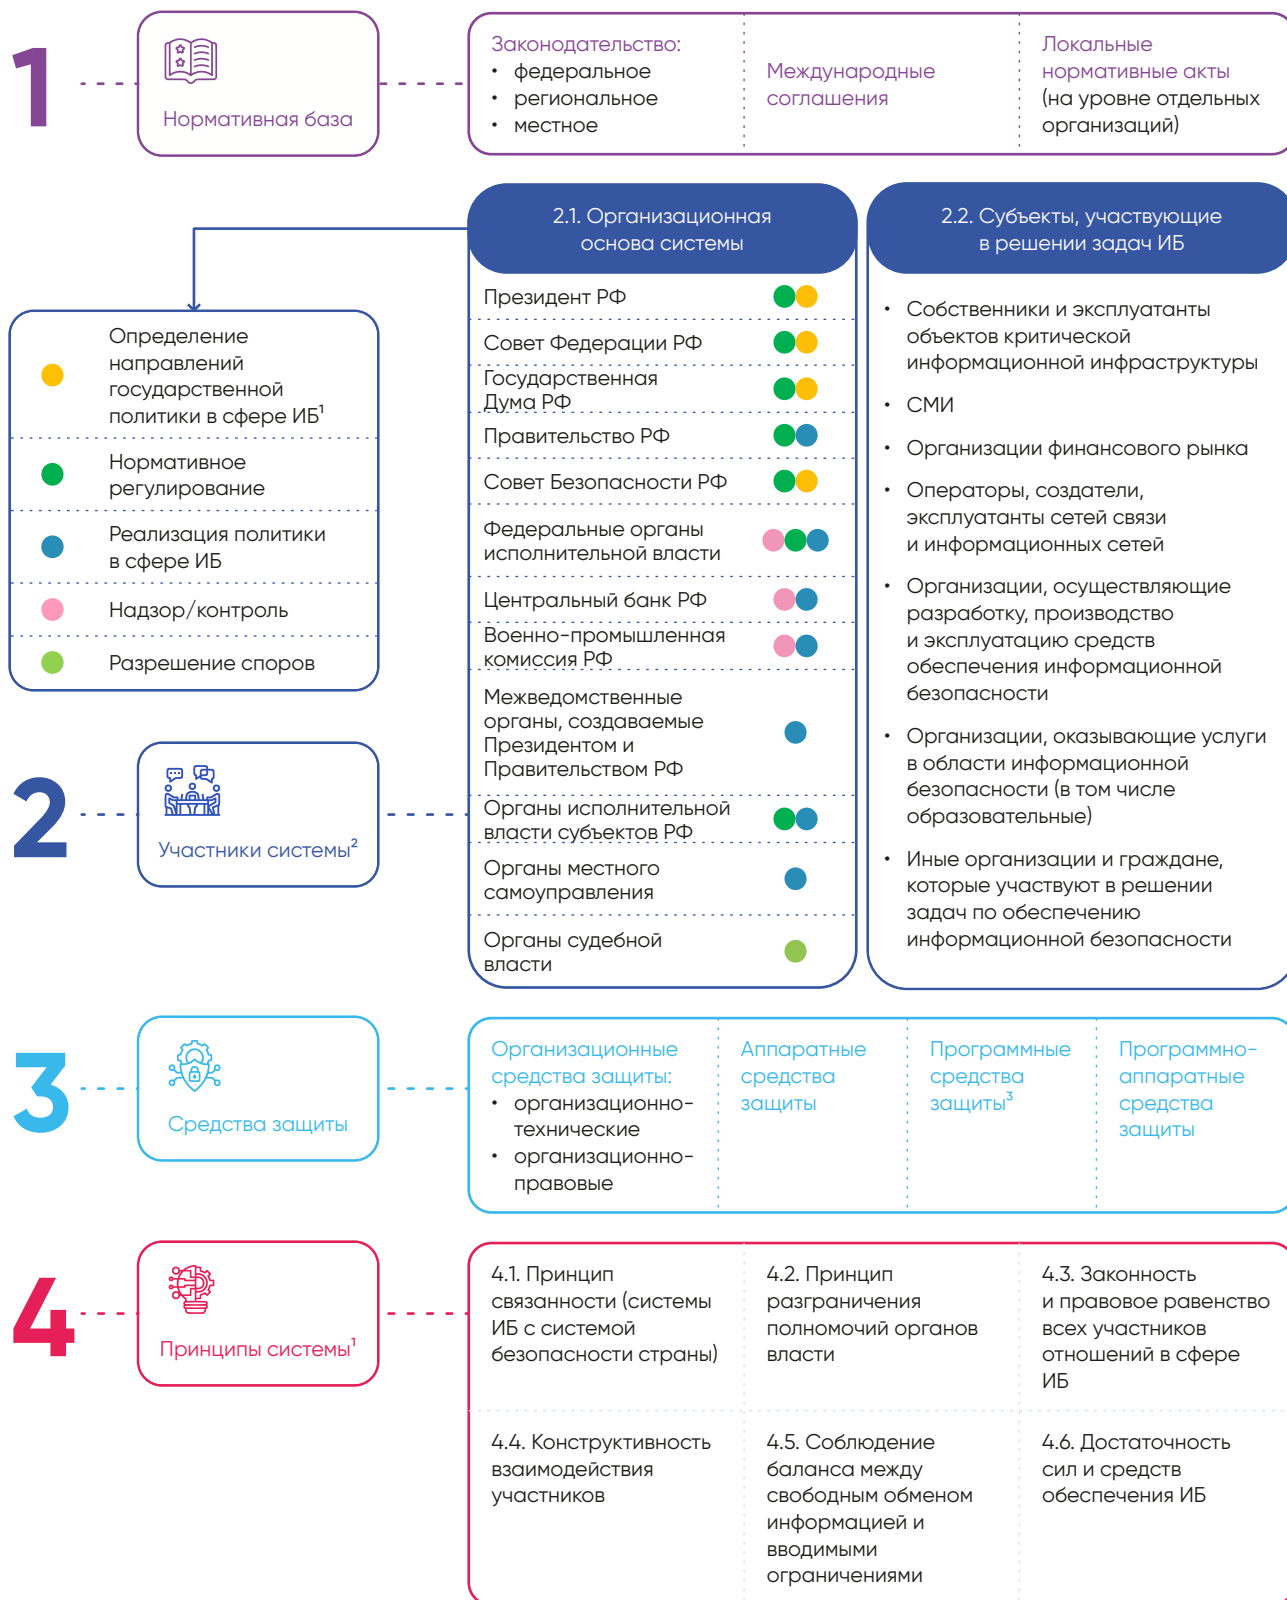 1
Нормативная база
Законодательство:
• федеральное
• региональное
• местное
Международные
соглашения
Локальные
нормативные акты
(на уровне отдельных
организаций)
2.1. Организационная
основа системы
Президент РФ
Совет Федерации РФ
Государственная
Дума РФ
Правительство РФ
Совет Безопасности РФ
Федеральные органы
исполнительной власти
Центральный банк РФ
Военно-промышленная
комиссия РФ
Межведомственные
органы, создаваемые
Президентом и
Правительством РФ
Органы исполнительной
власти субъектов РФ
Органы местного
самоуправления
Органы судебной
власти
2.2. Субъекты, участвующие
в решении задач ИБ
• Собственники и эксплуатанты
объектов критической
информационной инфраструктуры
• СМИ
• Организации финансового рынка
• Операторы, создатели,
эксплуатанты сетей связи
и информационных сетей
• Организации, осуществляющие
разработку, производство
и эксплуатацию средств
обеспечения информационной
безопасности
• Организации, оказывающие услуги
в области информационной
безопасности (в том числе
образовательные)
• Иные организации и граждане,
которые участвуют в решении
задач по обеспечению
информационной безопасности
Определение
направлений
государственной
политики в сфере ИБ¹
Нормативное
регулирование
Реализация политики
в сфере ИБ
Надзор/контроль
Разрешение споров
2
Участники системы²
3
Средства защиты
Организационные
средства защиты:
• организационно-
технические
• организационно-
правовые
Аппаратные
средства
защиты
Программные
средства
защиты³
Программно-
аппаратные
средства
защиты
4
Принципы системы¹
4.1. Принцип
связанности (системы
ИБ с системой
безопасности страны)
4.2. Принцип
разграничения
полномочий органов
власти
4.3. Законность
и правовое равенство
всех участников
отношений в сфере
ИБ
4.4. Конструктивность
взаимодействия
участников
4.5. Соблюдение
баланса между
свободным обменом
информацией и
вводимыми
ограничениями
4.6. Достаточность
сил и средств
обеспечения ИБ